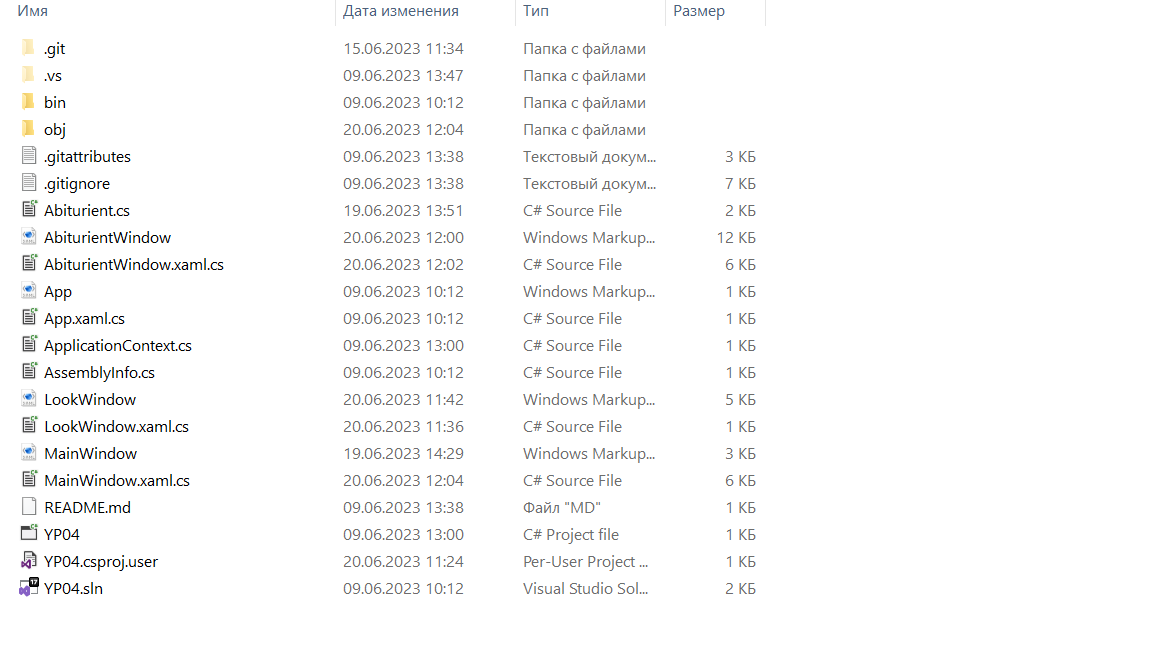 Имя Дата изменения Тип Размер
.git 15.06.2023 11:34 Папка с файлами
.vs 09.06.2023 13:47 Папка с файлами
bin 09.06.2023 10:12 Папка с файлами
obj 20.06.2023 12:04 Папка с файлами
.gitattributes 09.06.2023 13:38 Текстовый докум... 3 КБ
.gitignore 09.06.2023 13:38 Текстовый докум... 7 КБ
Abiturient.cs 19.06.2023 13:51 C# Source File 2 КБ
AbiturientWindow 20.06.2023 12:00 Windows Markup... 12 КБ
AbiturientWindow.xaml.cs 20.06.2023 12:02 C# Source File 6 КБ
App 09.06.2023 10:12 Windows Markup... 1 КБ
App.xaml.cs 09.06.2023 10:12 C# Source File 1 КБ
ApplicationContext.cs 09.06.2023 13:00 C# Source File 1 КБ
AssemblyInfo.cs 09.06.2023 10:12 C# Source File 1 КБ
LookWindow 20.06.2023 11:42 Windows Markup... 5 КБ
LookWindow.xaml.cs 20.06.2023 11:36 C# Source File 1 КБ
MainWindow 19.06.2023 14:29 Windows Markup... 3 КБ
MainWindow.xaml.cs 20.06.2023 12:04 C# Source File 6 КБ
README.md 09.06.2023 13:38 Файл "MD" 1 КБ
YP04 09.06.2023 13:00 C# Project file 1 КБ
YP04.csproj.user 20.06.2023 11:24 Per-User Project ... 1 КБ
17 YP04.sln 09.06.2023 10:12 Visual Studio Sol... 2 КБ